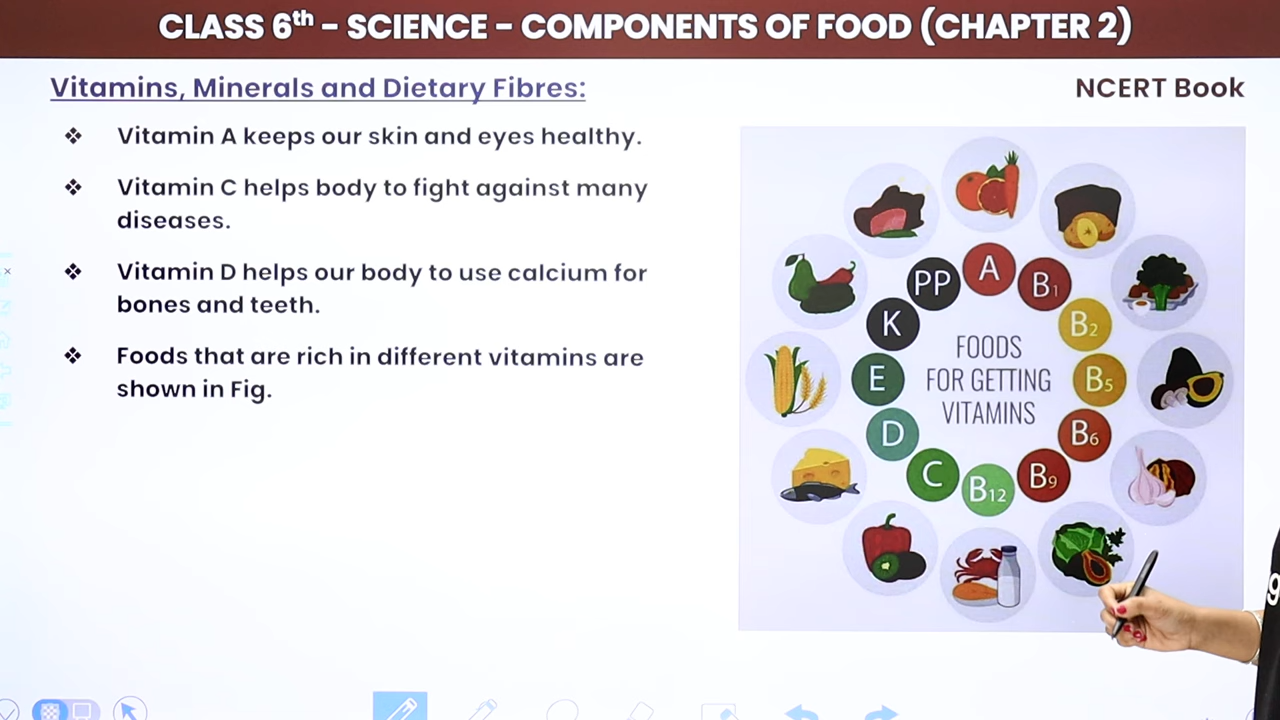 CLASS 6th - SCIENCE - COMPONENTS OF FOOD (CHAPTER 2)
Vitamins, Minerals and Dietary Fibres:
NCERT Book
❖ Vitamin A keeps our skin and eyes healthy.
❖ Vitamin C helps body to fight against many
diseases.
❖ Vitamin D helps our body to use calcium for
bones and teeth.
❖ Foods that are rich in different vitamins are
shown in Fig.
A
B1
B2
B5
B6
B9
B12
C
D
E
K
PP
FOODS
FOR GETTING
VITAMINS
9